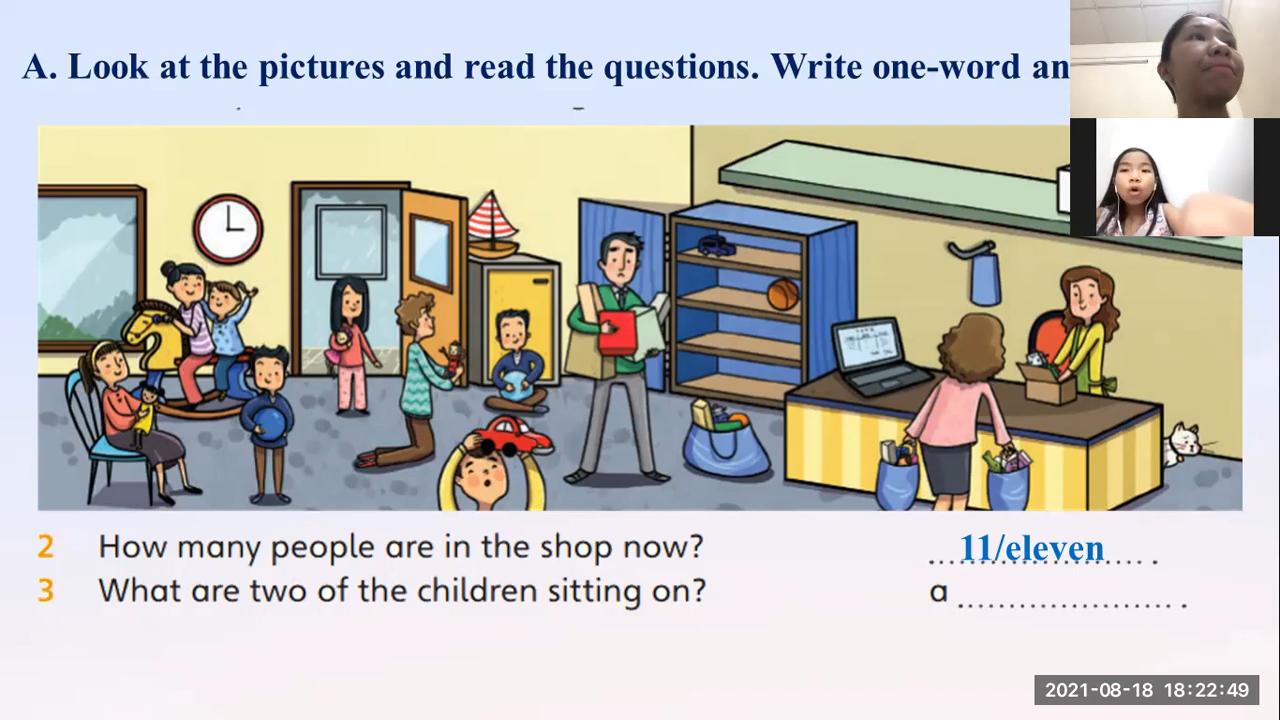 A. Look at the pictures and read the questions. Write one-word an
2 How many people are in the shop now? 11/eleven .
3 What are two of the children sitting on? a ..................... .
2021-08-18 18:22:49